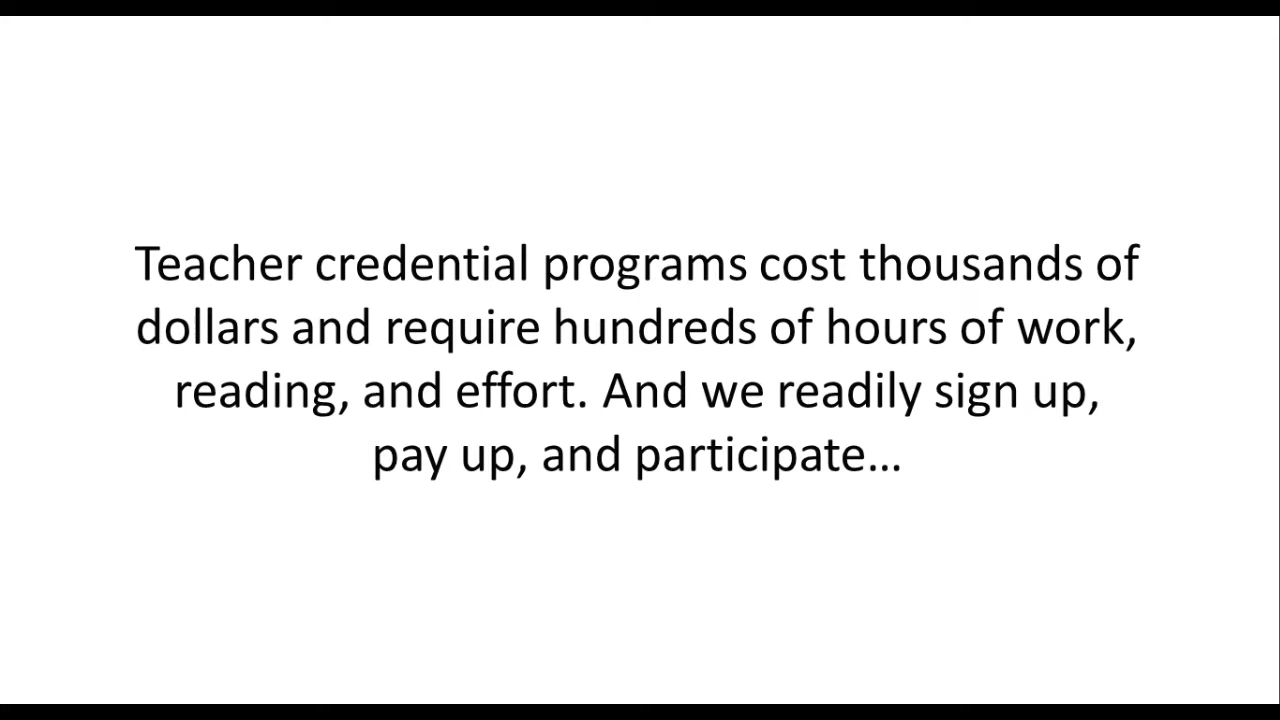 Teacher credential programs cost thousands of
dollars and require hundreds of hours of work,
reading, and effort. And we readily sign up,
pay up, and participate…